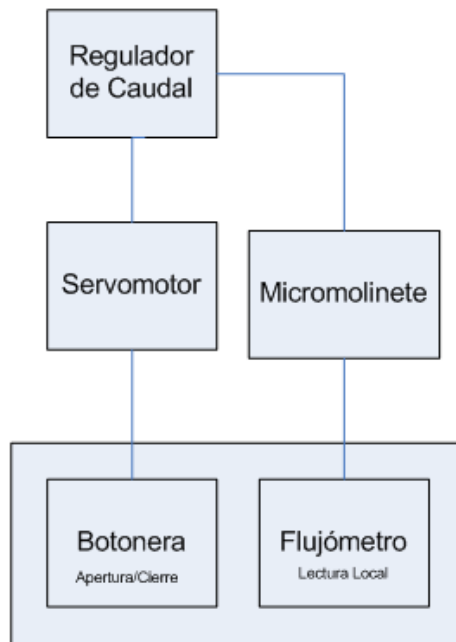 Regulador
de Caudal
Servomotor
Micromolinete
Botonera
Apertura/Cierre
Flujómetro
Lectura Local